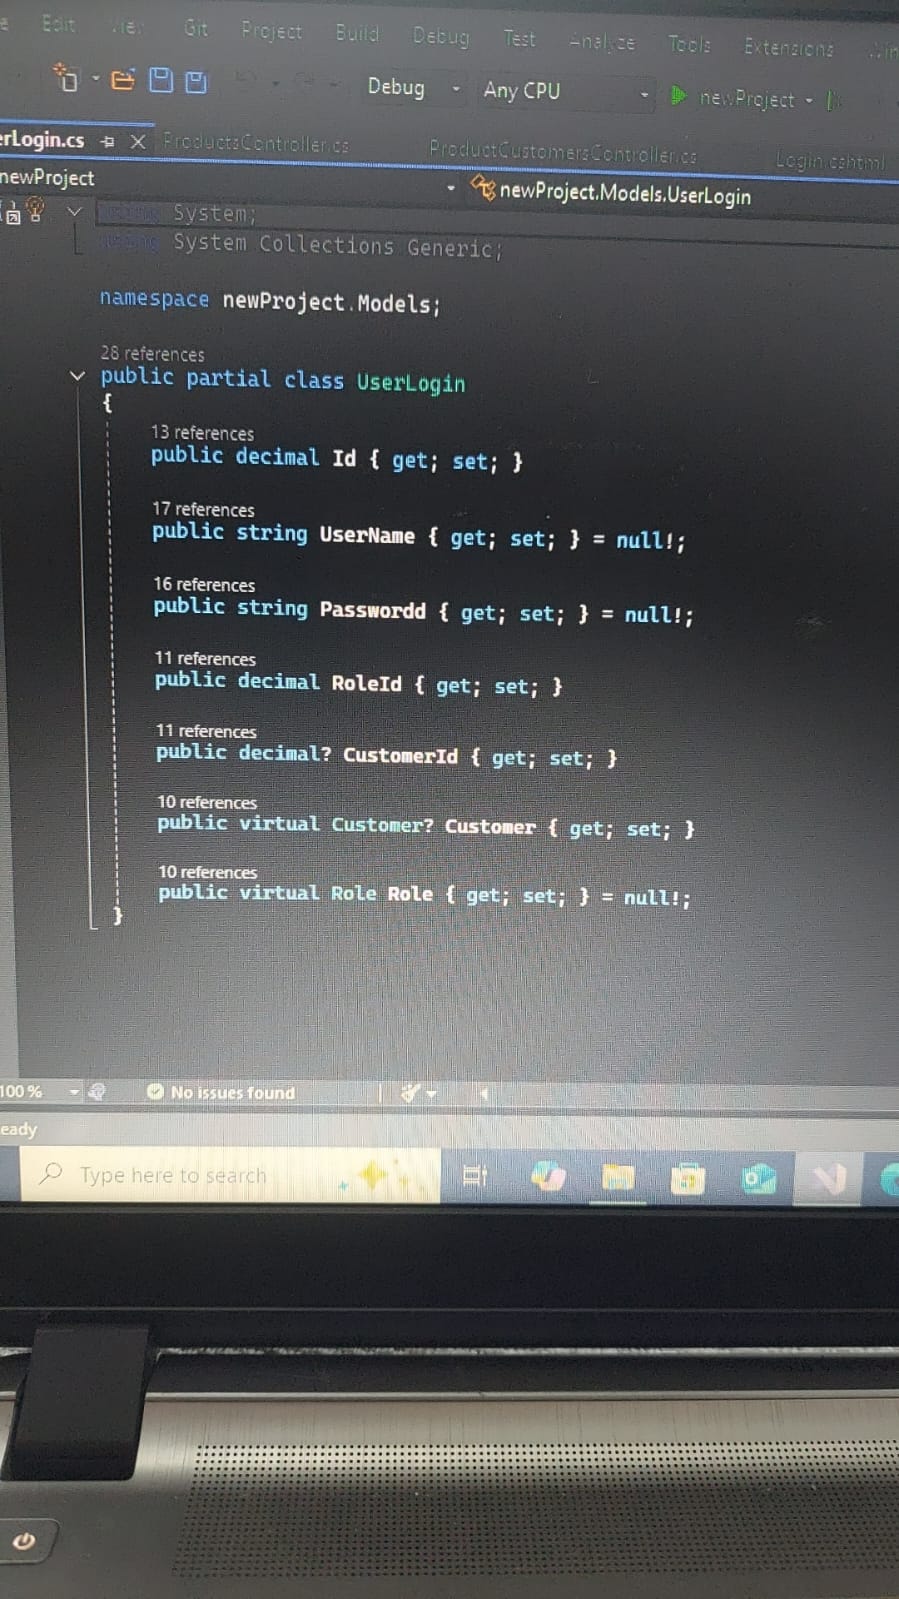 Edit Git Project Build Debug Test Analyze Tools Extensions
Debug Any CPU newProject
erLogin.cs ProductsController.cs ProductCustomersController.cs Login.cshtml
newProject newProject.Models.UserLogin
using System;
using System.Collections.Generic;
namespace newProject.Models;
28 references
public partial class UserLogin
{
13 references
public decimal Id { get; set; }
17 references
public string UserName { get; set; } = null!;
16 references
public string Passwordd { get; set; } = null!;
11 references
public decimal RoleId { get; set; }
11 references
public decimal? CustomerId { get; set; }
10 references
public virtual Customer? Customer { get; set; }
10 references
public virtual Role Role { get; set; } = null!;
}
100 % No issues found
eady
Type here to search